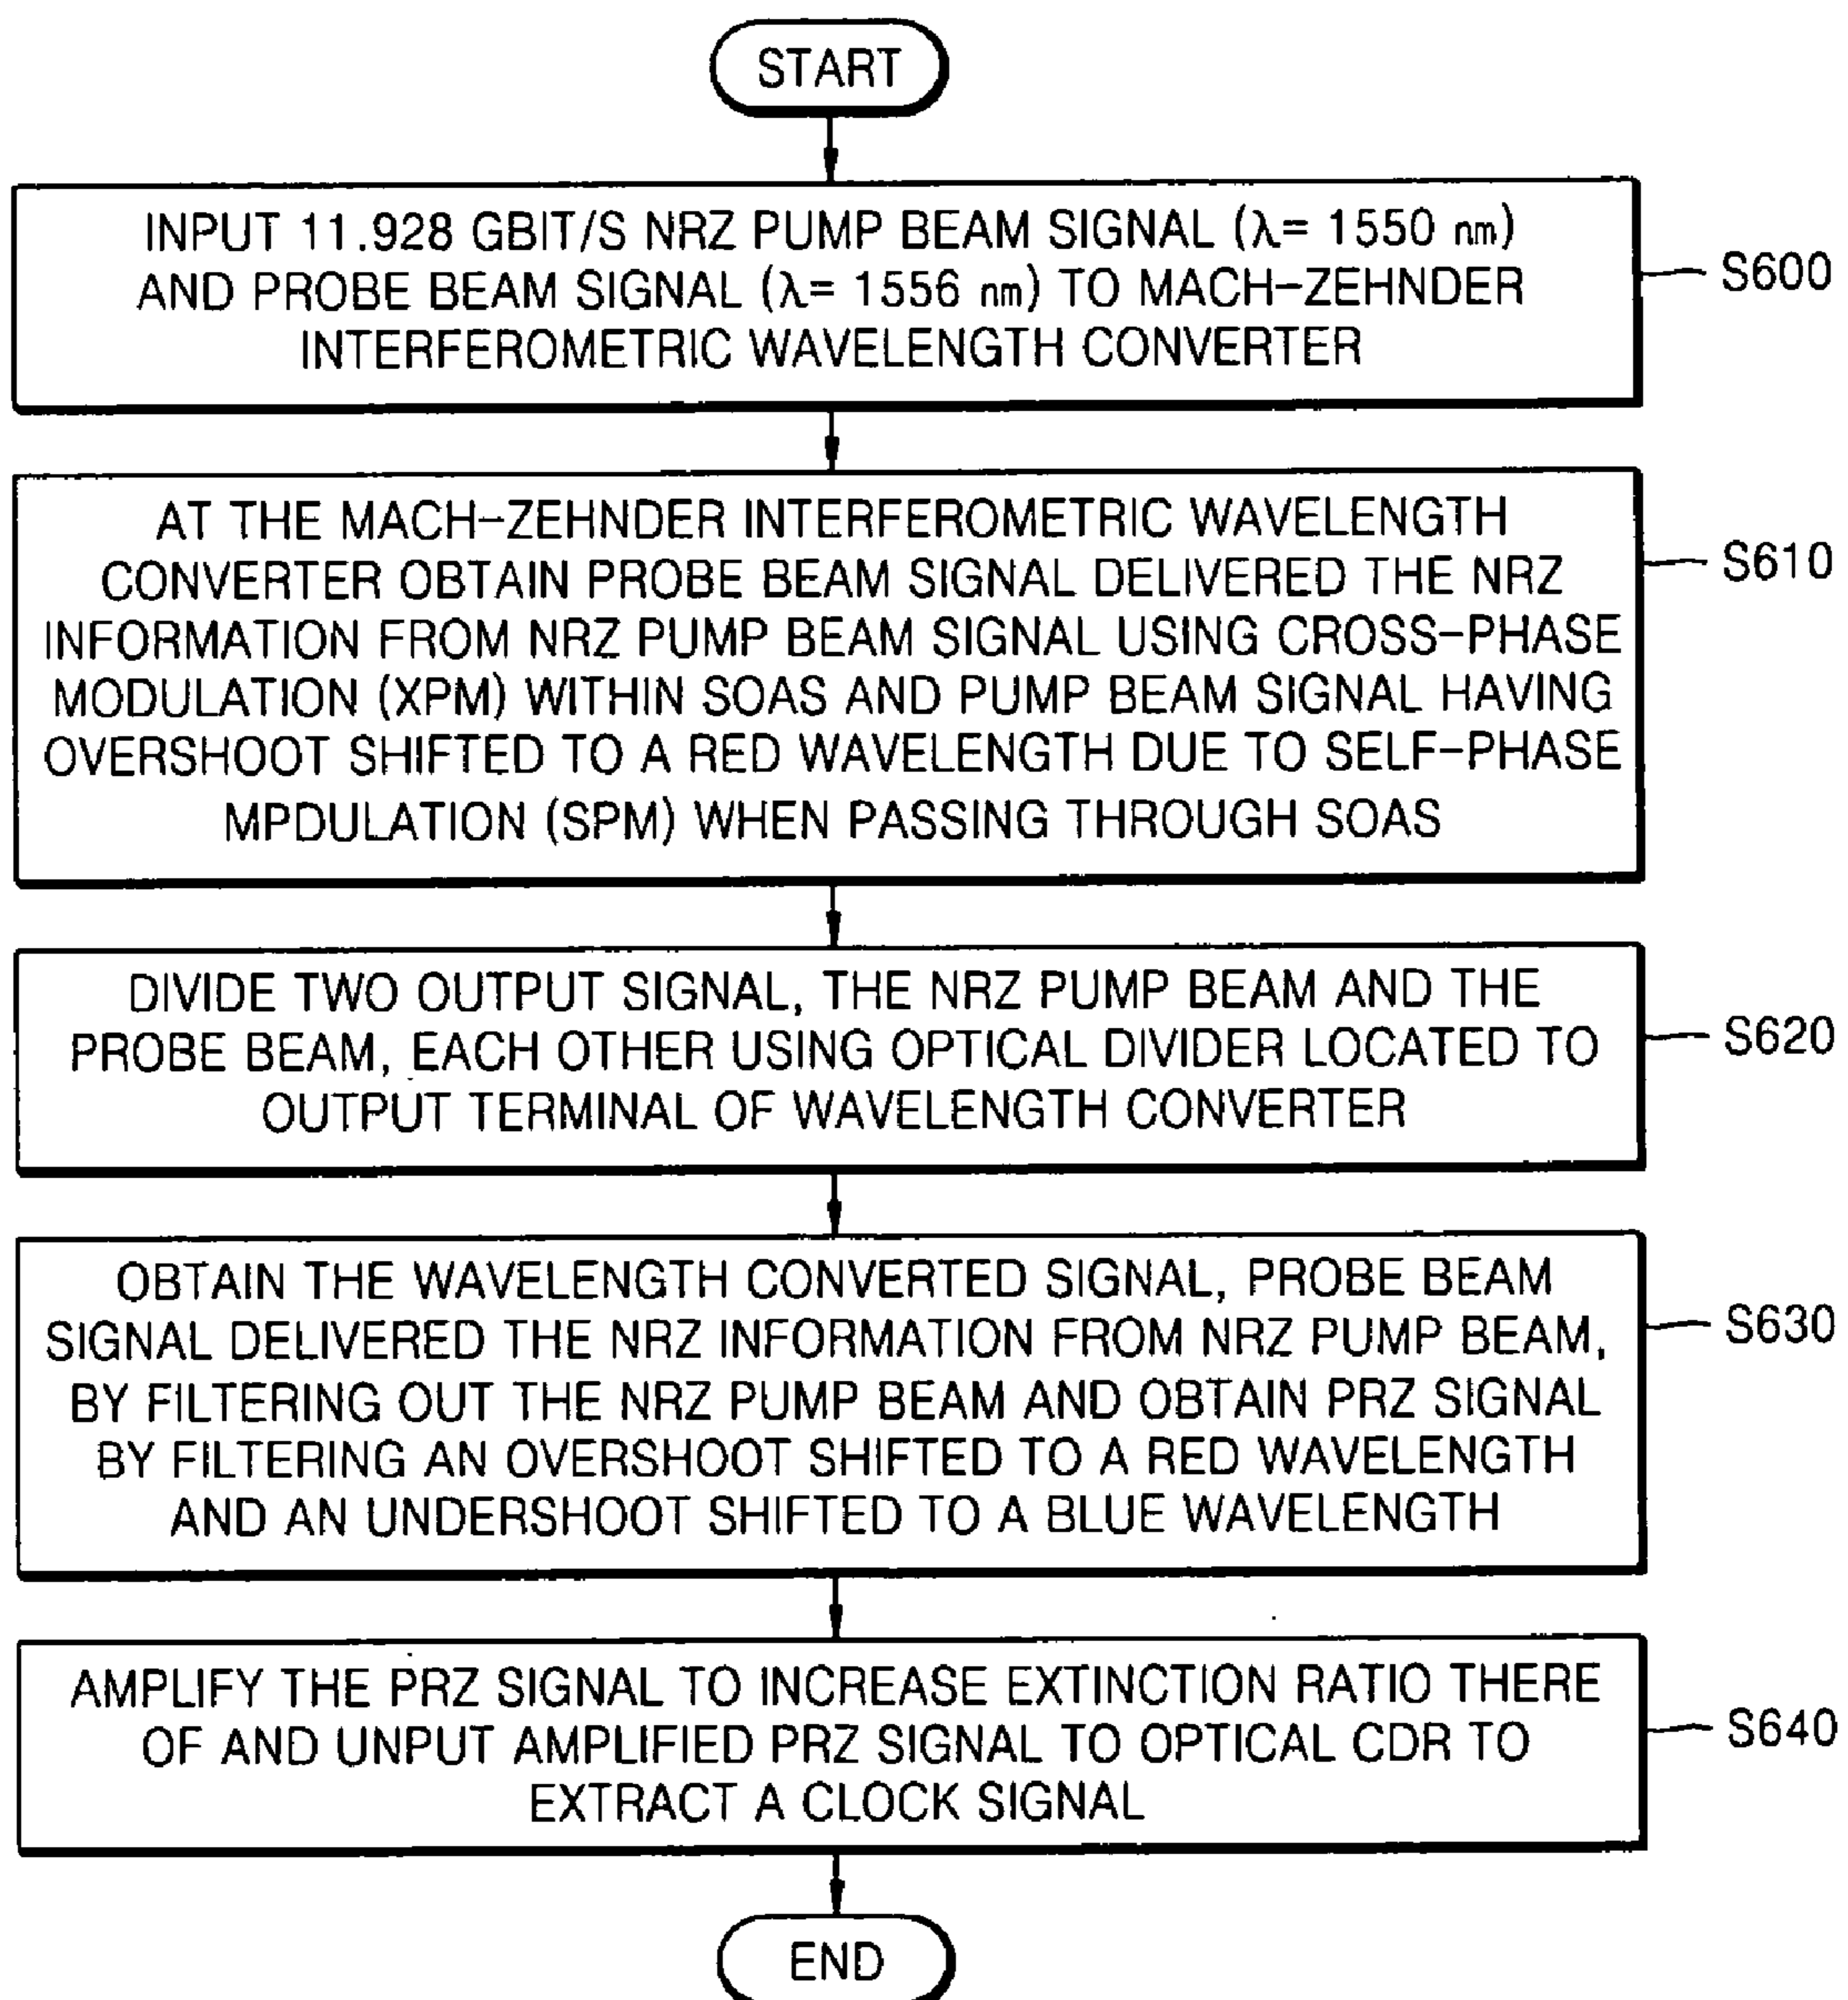 START
INPUT 11.928 GBIT/S NRZ PUMP BEAM SIGNAL (λ= 1550 nm)
AND PROBE BEAM SIGNAL (λ= 1556 nm) TO MACH-ZEHNDER
INTERFEROMETRIC WAVELENGTH CONVERTER
S600
AT THE MACH-ZEHNDER INTERFEROMETRIC WAVELENGTH
CONVERTER OBTAIN PROBE BEAM SIGNAL DELIVERED THE NRZ
INFORMATION FROM NRZ PUMP BEAM SIGNAL USING CROSS-PHASE
MODULATION (XPM) WITHIN SOAS AND PUMP BEAM SIGNAL HAVING
OVERSHOOT SHIFTED TO A RED WAVELENGTH DUE TO SELF-PHASE
MPDULATION (SPM) WHEN PASSING THROUGH SOAS
S610
DIVIDE TWO OUTPUT SIGNAL, THE NRZ PUMP BEAM AND THE
PROBE BEAM, EACH OTHER USING OPTICAL DIVIDER LOCATED TO
OUTPUT TERMINAL OF WAVELENGTH CONVERTER
S620
OBTAIN THE WAVELENGTH CONVERTED SIGNAL, PROBE BEAM
SIGNAL DELIVERED THE NRZ INFORMATION FROM NRZ PUMP BEAM,
BY FILTERING OUT THE NRZ PUMP BEAM AND OBTAIN PRZ SIGNAL
BY FILTERING AN OVERSHOOT SHIFTED TO A RED WAVELENGTH
AND AN UNDERSHOOT SHIFTED TO A BLUE WAVELENGTH
S630
AMPLIFY THE PRZ SIGNAL TO INCREASE EXTINCTION RATIO THERE
OF AND UNPUT AMPLIFIED PRZ SIGNAL TO OPTICAL CDR TO
EXTRACT A CLOCK SIGNAL
S640
END